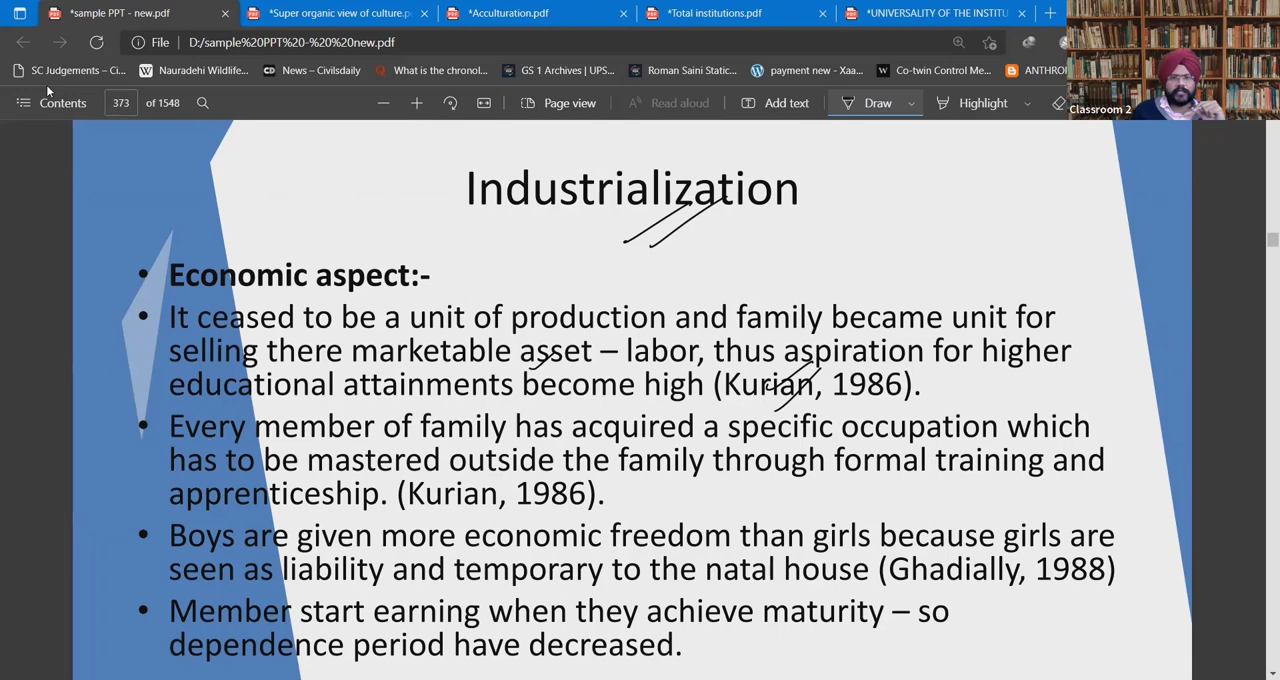 *sample PPT - new.pdf
*Super organic view of culture.p
*Acculturation.pdf
*Total institutions.pdf
*UNIVERSALITY OF THE INSTITU
File
D:/sample%20PPT%20-%20%20new.pdf
SC Judgements – Ci...
Nauradehi Wildlife...
News – Civilsdaily
What is the chronol...
GS 1 Archives | UPS...
Roman Saini Static...
payment new - Xaa...
Co-twin Control Me...
ANTHRO
Contents
373
of 1548
Page view
Read aloud
Add text
Draw
Highlight
Classroom 2
Industrialization
• Economic aspect:-
• It ceased to be a unit of production and family became unit for
selling there marketable asset – labor, thus aspiration for higher
educational attainments become high (Kurian, 1986).
• Every member of family has acquired a specific occupation which
has to be mastered outside the family through formal training and
apprenticeship. (Kurian, 1986).
• Boys are given more economic freedom than girls because girls are
seen as liability and temporary to the natal house (Ghadially, 1988)
• Member start earning when they achieve maturity – so
dependence period have decreased.